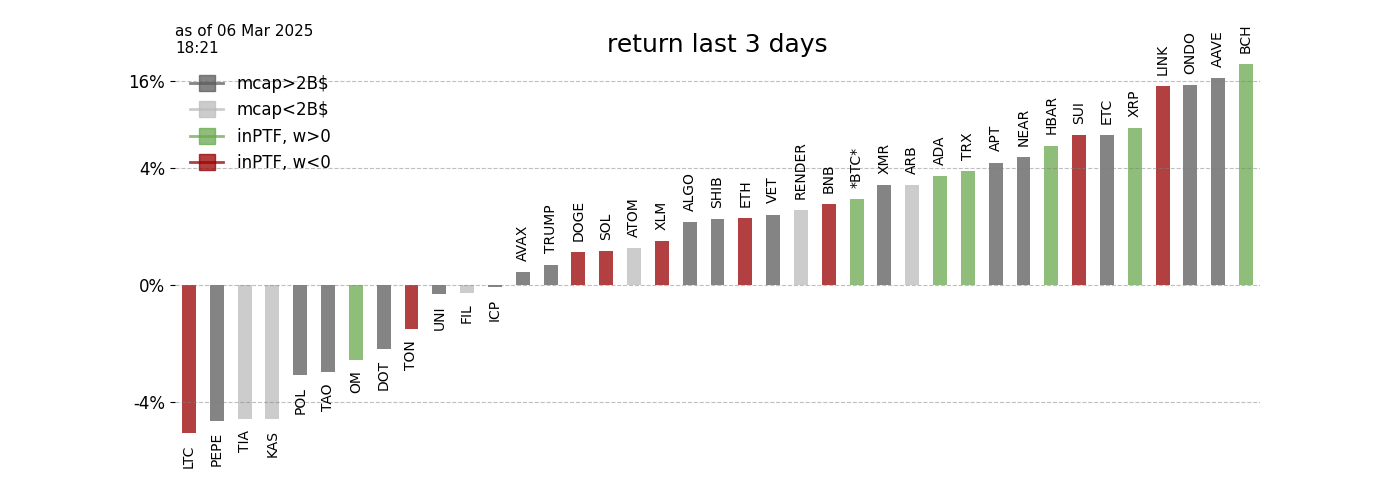 as of 06 Mar 2025
18:21
return last 3 days
mcap>2B$
mcap<2B$
inPTF, w>0
inPTF, w<0
16%
4%
0%
-4%
LTC
PEPE
TIA
KAS
POL
TAO
OM
DOT
TON
UNI
FIL
ICP
AVAX
TRUMP
DOGE
SOL
ATOM
XLM
ALGO
SHIB
ETH
VET
RENDER
BNB
*BTC*
XMR
ARB
ADA
TRX
APT
NEAR
HBAR
SUI
ETC
XRP
LINK
ONDO
AAVE
BCH